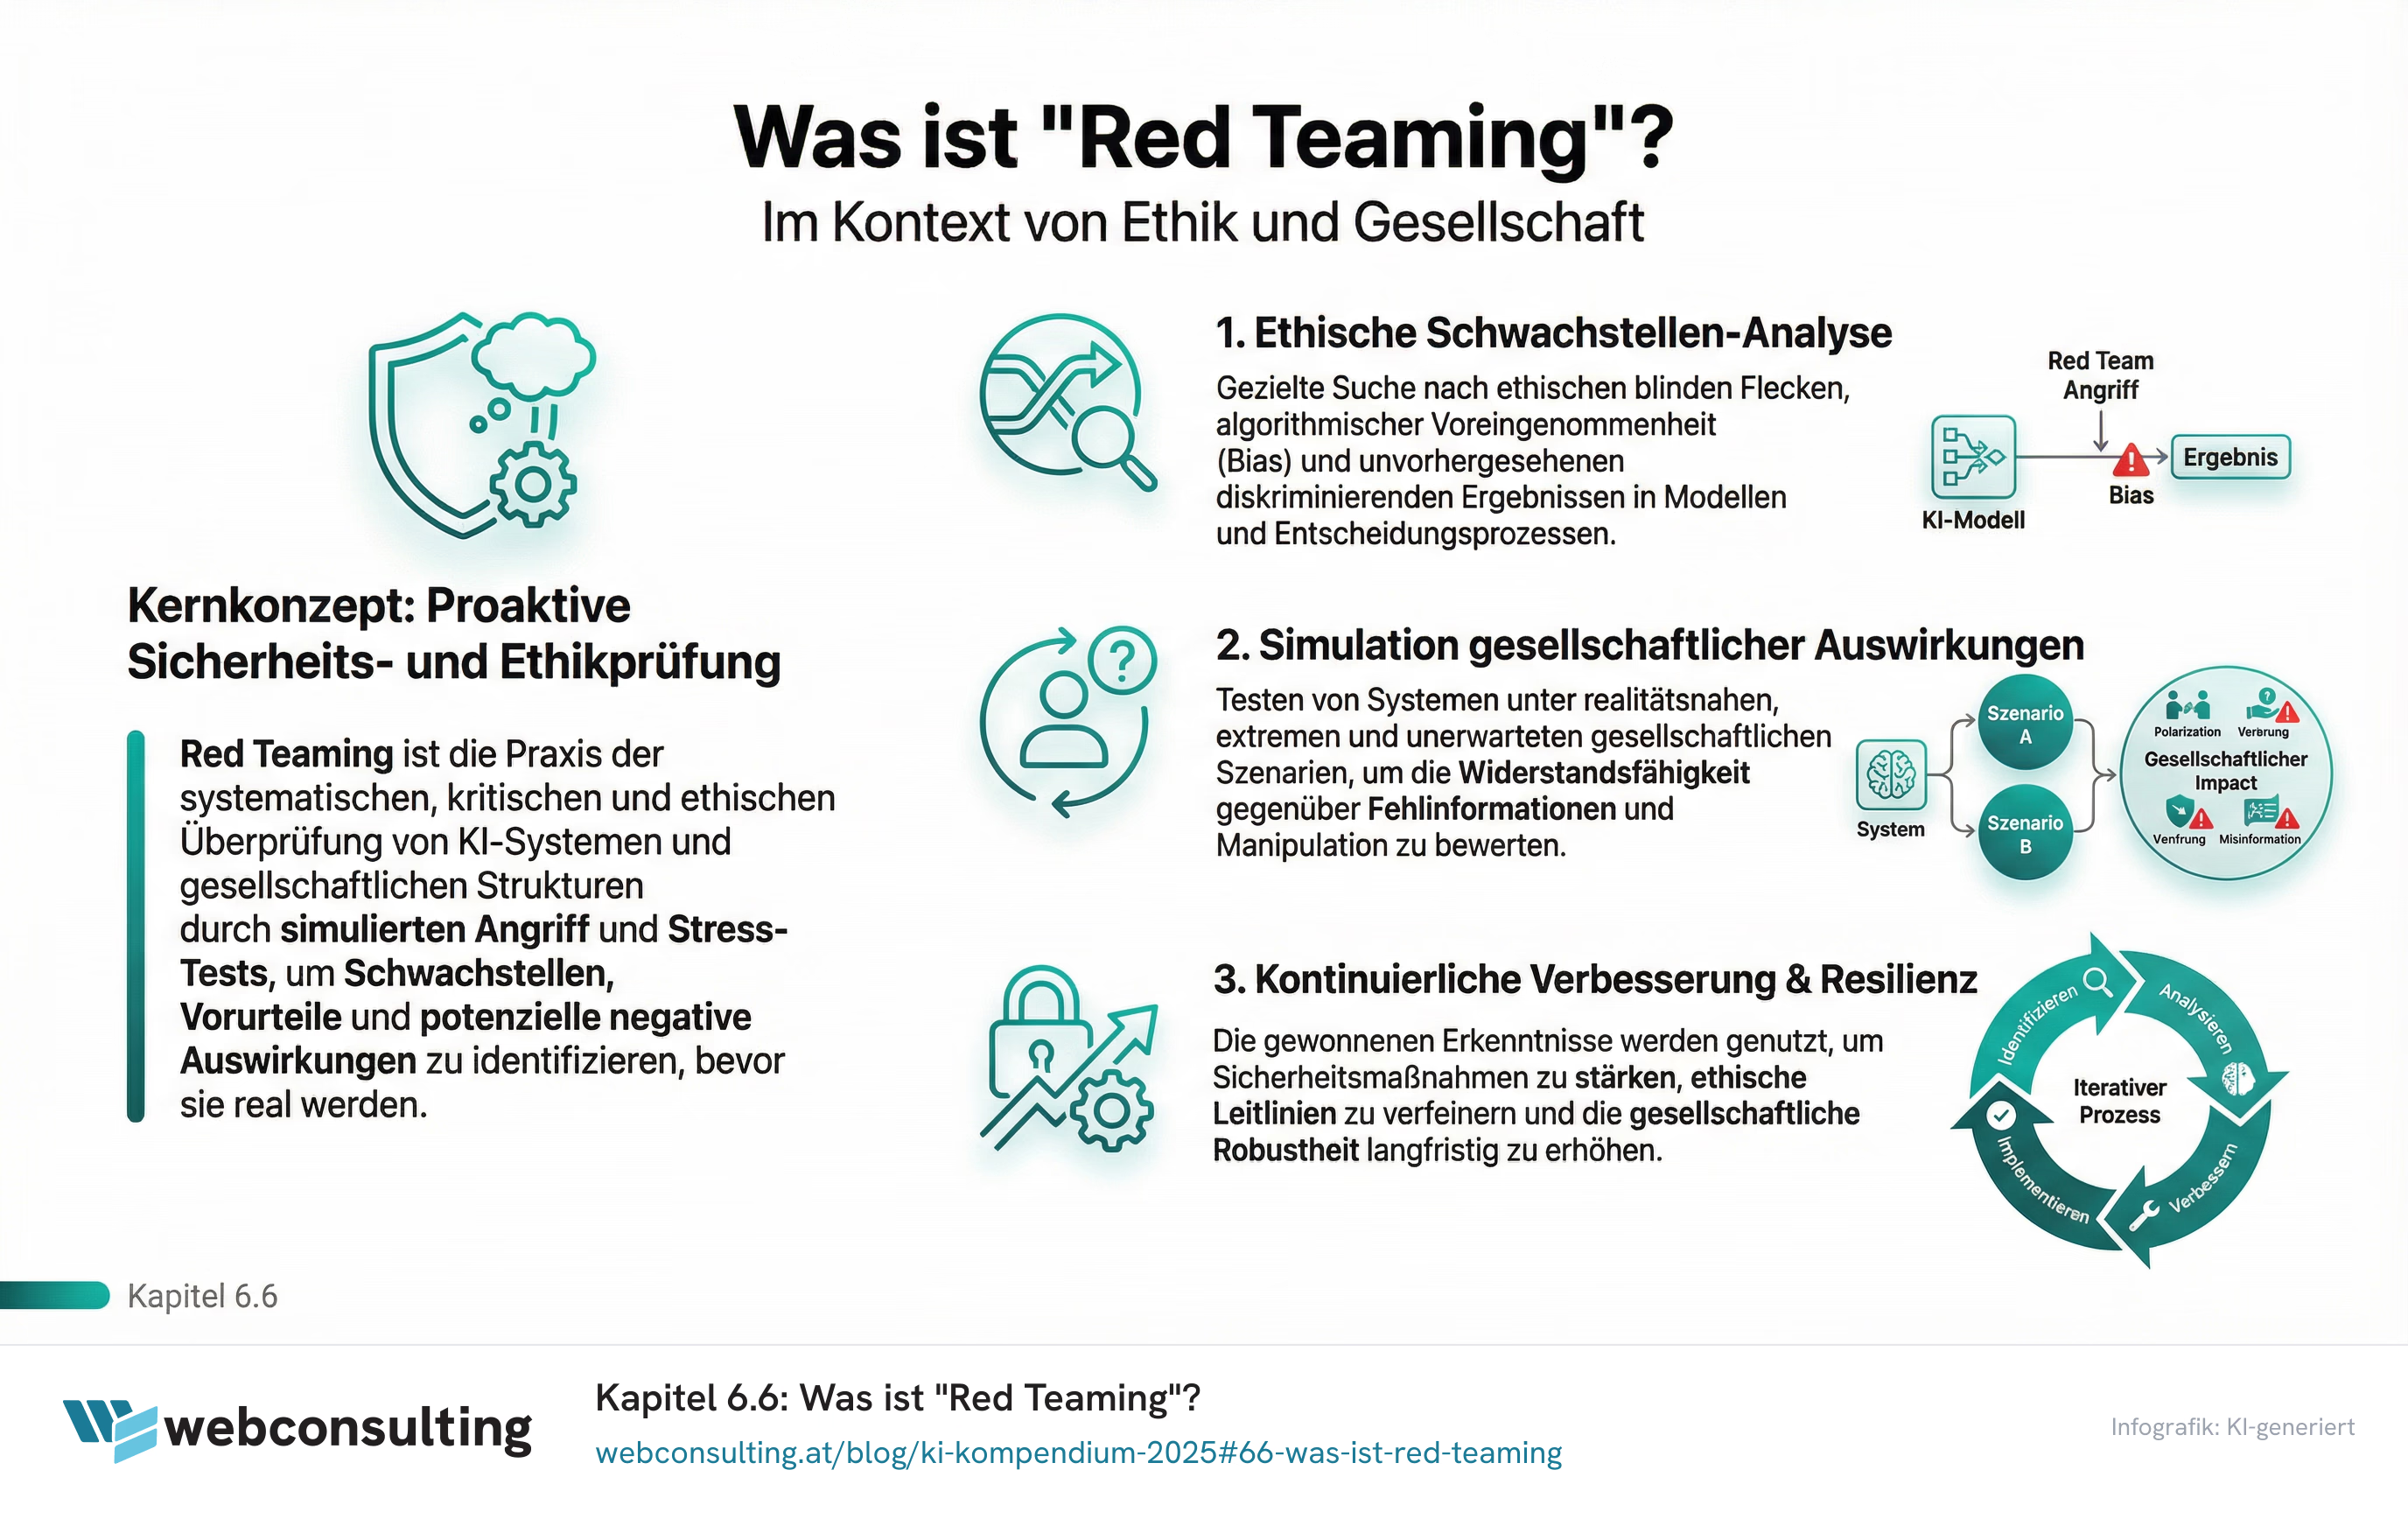 Was ist "Red Teaming"?
Im Kontext von Ethik und Gesellschaft
Kernkonzept: Proaktive
Sicherheits- und Ethikprüfung
Red Teaming ist die Praxis der
systematischen, kritischen und ethischen
Überprüfung von KI-Systemen und
gesellschaftlichen Strukturen
durch simulierten Angriff und Stress-
Tests, um Schwachstellen,
Vorurteile und potenzielle negative
Auswirkungen zu identifizieren, bevor
sie real werden.
1. Ethische Schwachstellen-Analyse
Gezielte Suche nach ethischen blinden Flecken,
algorithmischer Voreingenommenheit
(Bias) und unvorhergesehenen
diskriminierenden Ergebnissen in Modellen
und Entscheidungsprozessen.
Red Team
Angriff
KI-Modell
Bias
Ergebnis
2. Simulation gesellschaftlicher Auswirkungen
Testen von Systemen unter realitätsnahen,
extremen und unerwarteten gesellschaftlichen
Szenarien, um die Widerstandsfähigkeit
gegenüber Fehlinformationen und
Manipulation zu bewerten.
System
Szenario
A
Szenario
B
Polarization
Verbrung
Gesellschaftlicher
Impact
Venfrung
Misinformation
3. Kontinuierliche Verbesserung & Resilienz
Die gewonnenen Erkenntnisse werden genutzt, um
Sicherheitsmaßnahmen zu stärken, ethische
Leitlinien zu verfeinern und die gesellschaftliche
Robustheit langfristig zu erhöhen.
Identifizieren
Analysieren
Verbessern
Implementieren
Iterativer
Prozess
Kapitel 6.6
webconsulting
Kapitel 6.6: Was ist "Red Teaming"?
webconsulting.at/blog/ki-kompendium-2025#66-was-ist-red-teaming
Infografik: KI-generiert